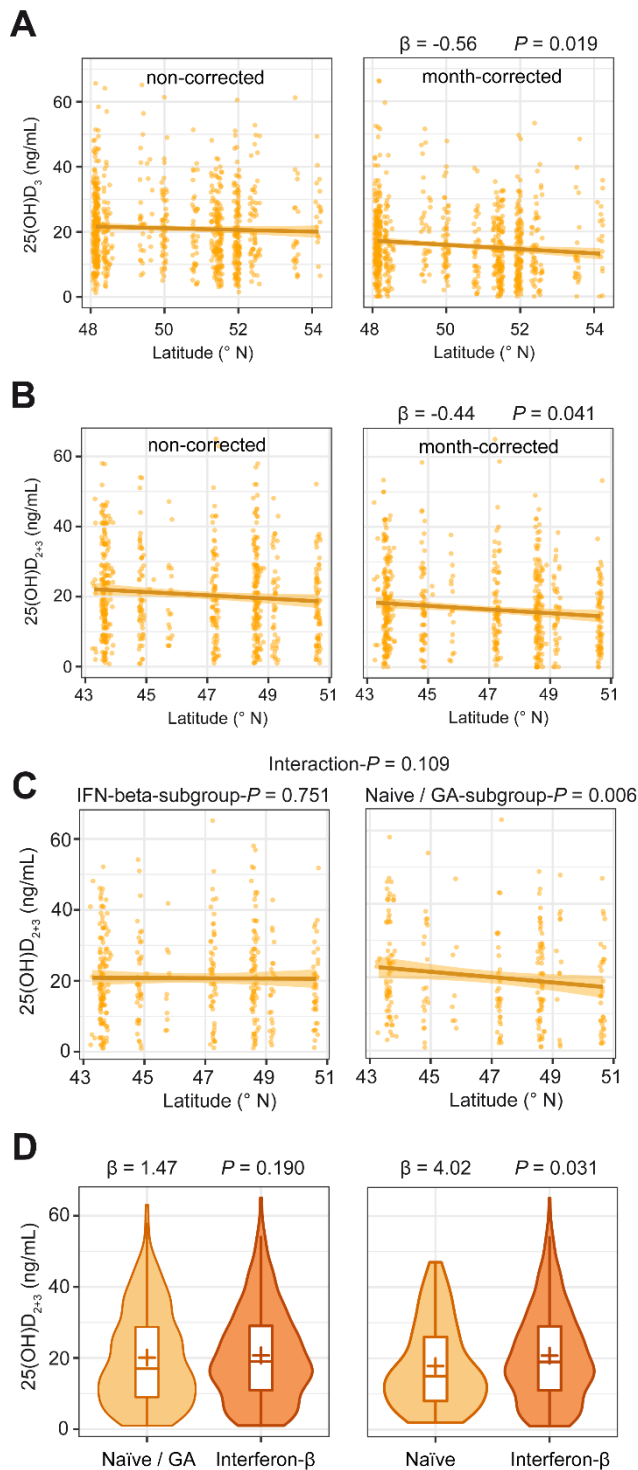 A
β = -0.56 P = 0.019
non-corrected month-corrected
25(OH)D₃ (ng/mL)
60
40
20
0
48 50 52 54 48 50 52 54
Latitude (° N) Latitude (° N)
B
β = -0.44 P = 0.041
non-corrected month-corrected
25(OH)D₂₊₃ (ng/mL)
60
40
20
0
43 45 47 49 51 43 45 47 49 51
Latitude (° N) Latitude (° N)
Interaction-P = 0.109
C
IFN-beta-subgroup-P = 0.751 Naive / GA-subgroup-P = 0.006
25(OH)D₂₊₃ (ng/mL)
60
40
20
0
43 45 47 49 51 43 45 47 49 51
Latitude (° N) Latitude (° N)
D
β = 1.47 P = 0.190 β = 4.02 P = 0.031
25(OH)D₂₊₃ (ng/mL)
60
40
20
0
Naïve / GA Interferon-β Naïve Interferon-β